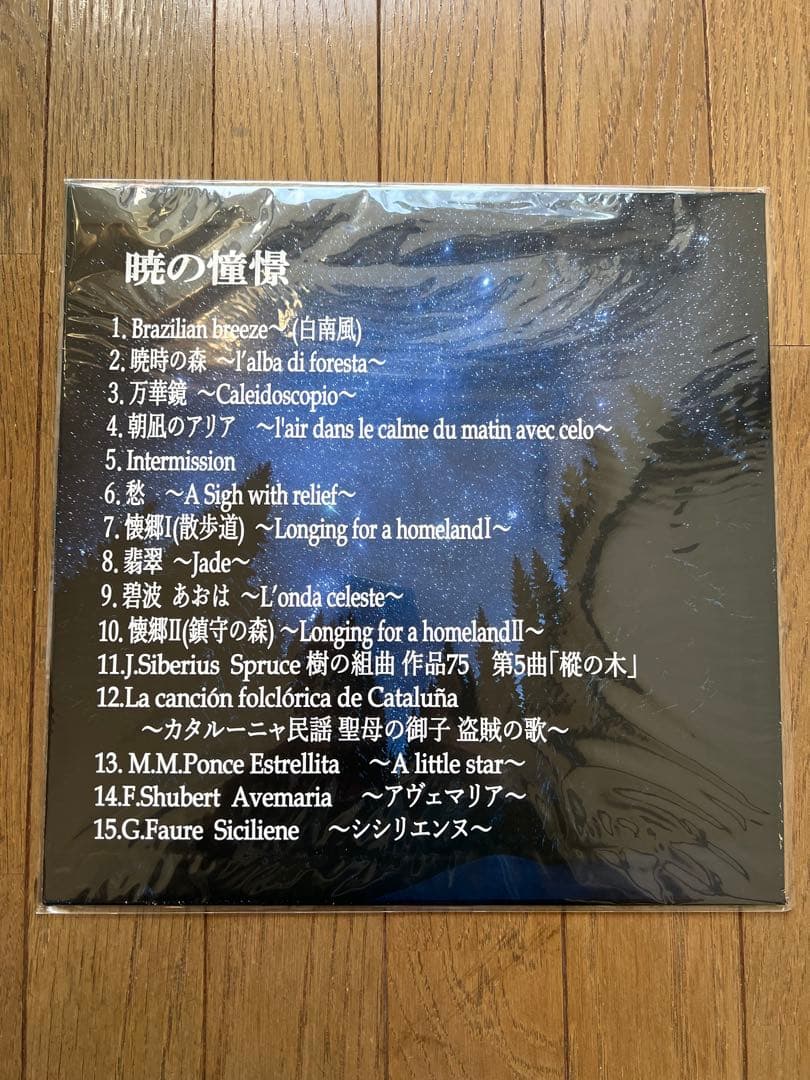 暁の憧憬
1. Brazilian breeze～ (白南風)
2. 暁時の森 ～l'alba di foresta～
3. 万華鏡 ～Caleidoscopio～
4. 朝凪のアリア ～l'air dans le calme du matin avec celo～
5. Intermission
6. 愁 ～A Sigh with relief～
7. 懐郷Ⅰ(散歩道) ～Longing for a homelandⅠ～
8. 翡翠 ～Jade～
9. 碧波 あおは ～L'onda celeste～
10. 懐郷Ⅱ(鎮守の森) ～Longing for a homelandⅡ～
11.J.Siberius Spruce 樹の組曲 作品75 第5曲「樅の木」
12.La canción folclórica de Cataluña
～カタルーニャ民謡 聖母の御子 盗賊の歌～
13. M.M.Ponce Estrellita ～A little star～
14.F.Shubert Avemaria ～アヴェマリア～
15.G.Faure Siciliene ～シシリエンヌ～